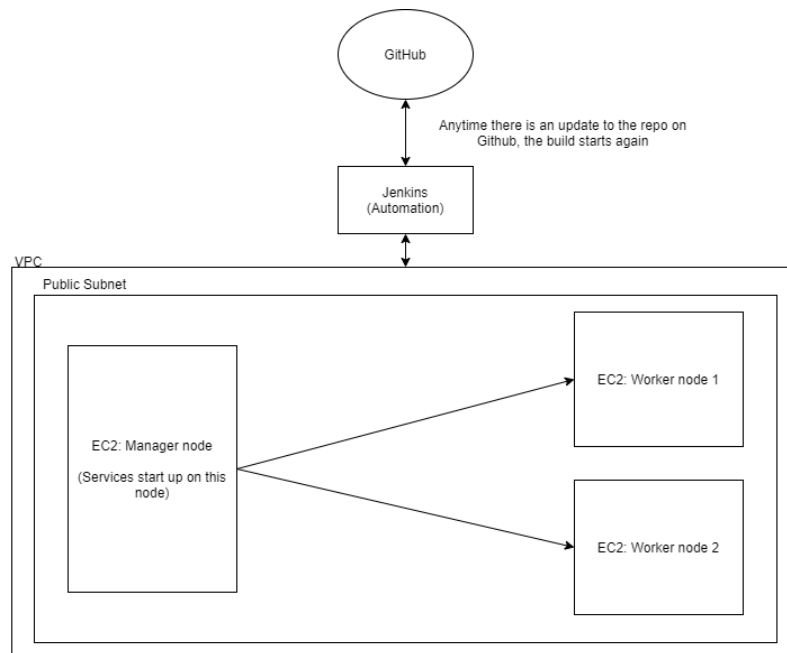 GitHub
Anytime there is an update to the repo on
Github, the build starts again
Jenkins
(Automation)
VPC
Public Subnet
EC2: Worker node 1
EC2: Manager node
(Services start up on this
node)
EC2: Worker node 2